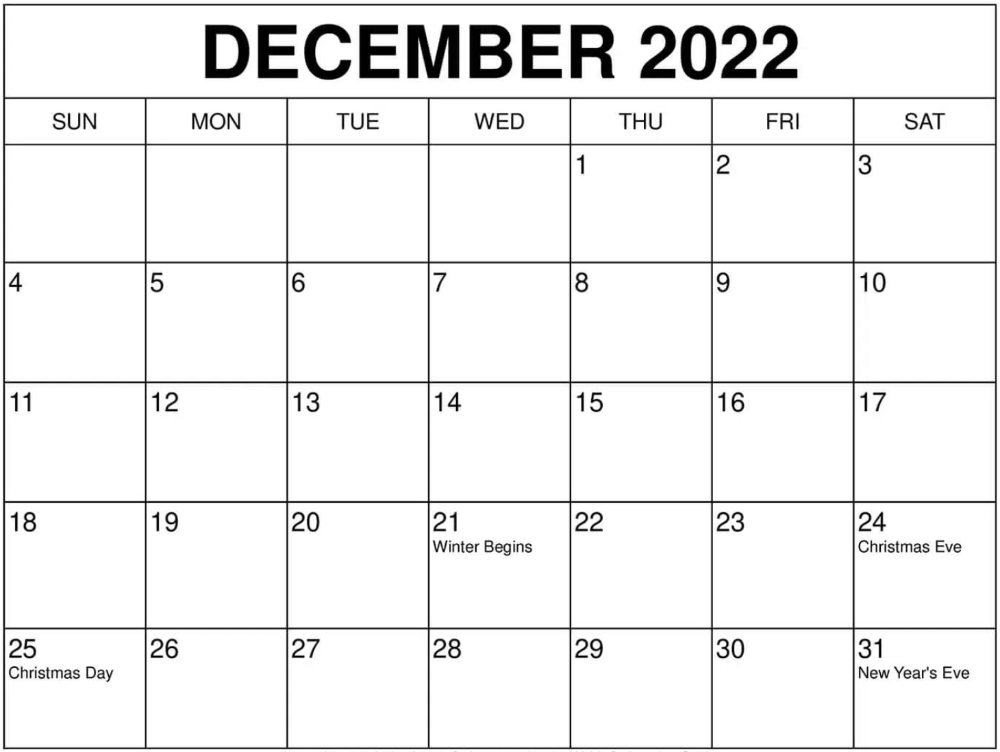 DECEMBER 2022
SUN MON TUE WED THU FRI SAT
1 2 3
4 5 6 7 8 9 10
11 12 13 14 15 16 17
18 19 20 21 22 23 24
Winter Begins Christmas Eve
25 26 27 28 29 30 31
Christmas Day New Year's Eve